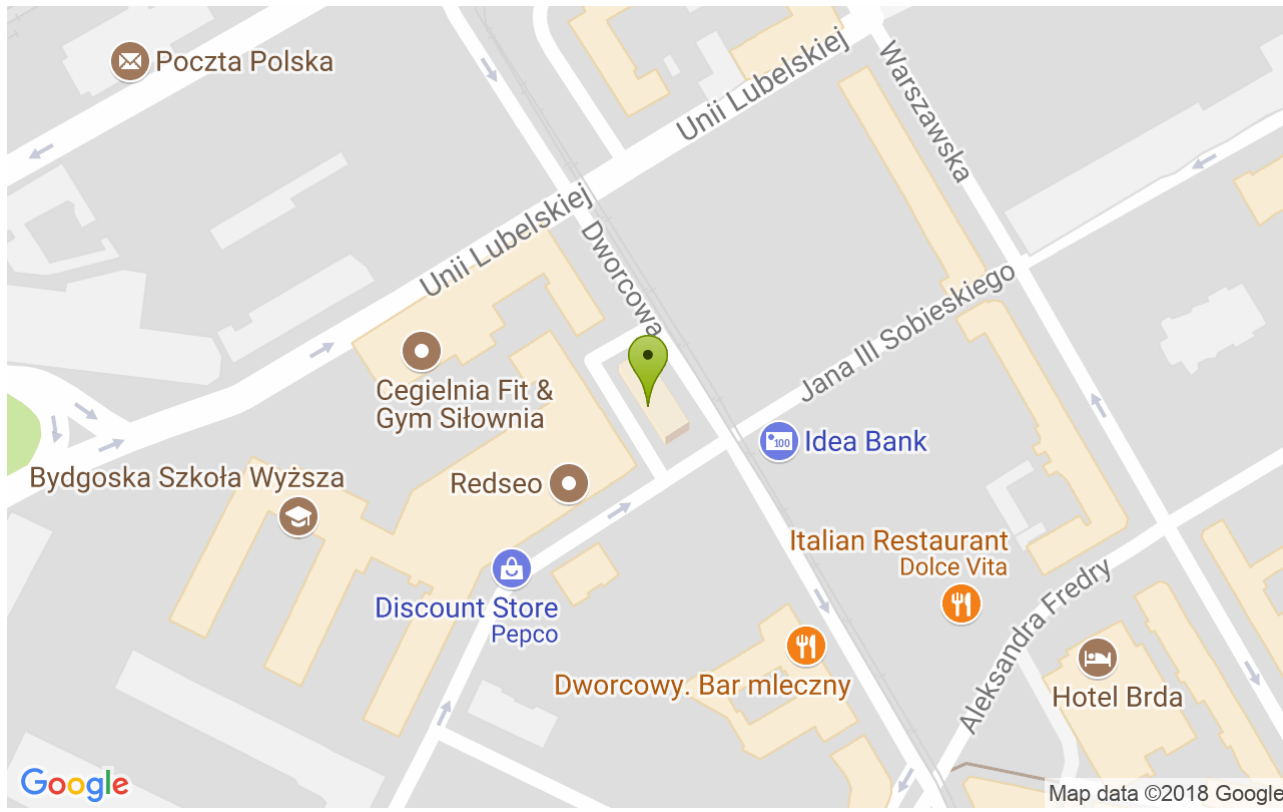 Poczta Polska
Unii Lubelskiej
Warszawska
Unii Lubelskiej
Dworcowa
Jana III Sobieskiego
Cegielnia Fit &
Gym Siłownia
100
Idea Bank
Bydgoska Szkoła Wyższa
Redseo
Italian Restaurant
Dolce Vita
Discount Store
Pepco
Aleksandra Fredry
Dworcowy. Bar mleczny
Hotel Brda
Google
Map data ©2018 Google